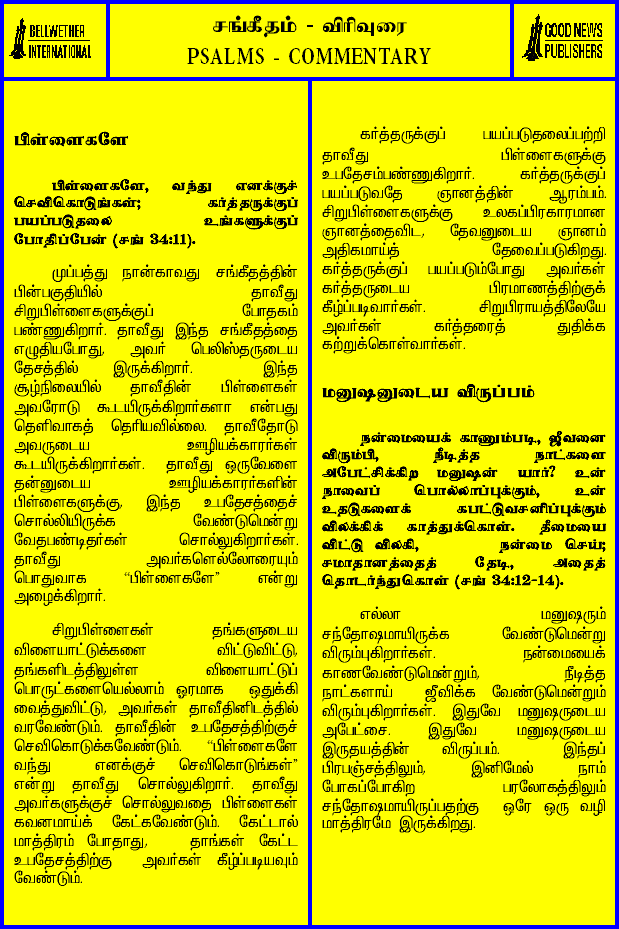 BELLWETHER
INTERNATIONAL
சங்கீதம் - விரிவுரை
PSALMS - COMMENTARY
GOOD NEWS
PUBLISHERS
பிள்ளைகளே
பிள்ளைகளே, வந்து எனக்குச்
செவிகொடுங்கள்; கர்த்தருக்குப்
பயப்படுதலை உங்களுக்குப்
போதிப்பேன் (சங் 34:11).
முப்பத்து நான்காவது சங்கீதத்தின்
பின்பகுதியில் தாவீது
சிறுபிள்ளைகளுக்குப் போதகம்
பண்ணுகிறார். தாவீது இந்த சங்கீதத்தை
எழுதியபோது, அவர் பெலிஸ்தருடைய
தேசத்தில் இருக்கிறார். இந்த
சூழ்நிலையில் தாவீதின் பிள்ளைகள்
அவரோடு கூடயிருக்கிறார்களா என்பது
தெளிவாகத் தெரியவில்லை. தாவீதோடு
அவருடைய ஊழியக்காரர்கள்
கூடயிருக்கிறார்கள். தாவீது ஒருவேளை
தன்னுடைய ஊழியக்காரர்களின்
பிள்ளைகளுக்கு, இந்த உபதேசத்தைச்
சொல்லியிருக்க வேண்டுமென்று
வேதபண்டிதர்கள் சொல்லுகிறார்கள்.
தாவீது அவர்களெல்லோரையும்
பொதுவாக “பிள்ளைகளே” என்று
அழைக்கிறார்.
சிறுபிள்ளைகள் தங்களுடைய
விளையாட்டுக்களை விட்டுவிட்டு,
தங்களிடத்திலுள்ள விளையாட்டுப்
பொருட்களையெல்லாம் ஓரமாக ஒதுக்கி
வைத்துவிட்டு, அவர்கள் தாவீதினிடத்தில்
வரவேண்டும். தாவீதின் உபதேசத்திற்குச்
செவிகொடுக்கவேண்டும். “பிள்ளைகளே
வந்து எனக்குச் செவிகொடுங்கள்”
என்று தாவீது சொல்லுகிறார். தாவீது
அவர்களுக்குச் சொல்லுவதை பிள்ளைகள்
கவனமாய்க் கேட்கவேண்டும். கேட்டால்
மாத்திரம் போதாது, தாங்கள் கேட்ட
உபதேசத்திற்கு அவர்கள் கீழ்ப்படியவும்
வேண்டும்.
கர்த்தருக்குப் பயப்படுதலைப்பற்றி
தாவீது பிள்ளைகளுக்கு
உபதேசம்பண்ணுகிறார். கர்த்தருக்குப்
பயப்படுவதே ஞானத்தின் ஆரம்பம்.
சிறுபிள்ளைகளுக்கு உலகப்பிரகாரமான
ஞானத்தைவிட, தேவனுடைய ஞானம்
அதிகமாய்த் தேவைப்படுகிறது.
கர்த்தருக்குப் பயப்படும்போது அவர்கள்
கர்த்தருடைய பிரமாணத்திற்குக்
கீழ்ப்படிவார்கள். சிறுபிராயத்திலேயே
அவர்கள் கர்த்தரைத் துதிக்க
கற்றுக்கொள்வார்கள்.
மனுஷனுடைய விருப்பம்
நன்மையைக் காணும்படி, ஜீவனை
விரும்பி, நீடித்த நாட்களை
அபேட்சிக்கிற மனுஷன் யார்? உன்
நாவைப் பொல்லாப்புக்கும், உன்
உதடுகளைக் கபட்டுவசனிப்புக்கும்
விலக்கிக் காத்துக்கொள். தீமையை
விட்டு விலகி, நன்மை செய்;
சமாதானத்தைத் தேடி, அதைத்
தொடர்ந்துகொள் (சங் 34:12-14).
எல்லா மனுஷரும்
சந்தோஷமாயிருக்க வேண்டுமென்று
விரும்புகிறார்கள். நன்மையைக்
காணவேண்டுமென்றும், நீடித்த
நாட்களாய் ஜீவிக்க வேண்டுமென்றும்
விரும்புகிறார்கள். இதுவே மனுஷருடைய
அபேட்சை. இதுவே மனுஷருடைய
இருதயத்தின் விருப்பம். இந்தப்
பிரபஞ்சத்திலும், இனிமேல் நாம்
போகப்போகிற பரலோகத்திலும்
சந்தோஷமாயிருப்பதற்கு ஒரே ஒரு வழி
மாத்திரமே இருக்கிறது.